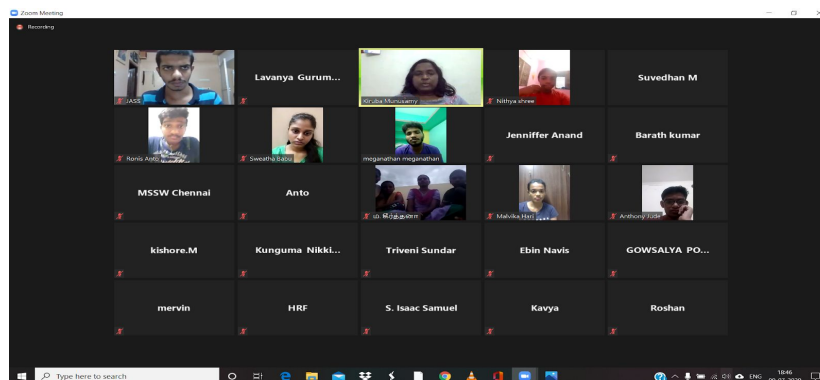 Zoom Meeting
Recording
JASS
Lavanya Gurum...
Kiruba Munusamy
Nithya shree
Suvedhan M
Ronis Anto
Sweatha Babu
meganathan meganathan
Jenniffer Anand
Barath kumar
MSSW Chennai
Anto
Malvika Hari
Anthony Jude
kishore.M
Kunguma Nikki...
Triveni Sundar
Ebin Navis
GOWSALYA PO...
mervin
HRF
S. Isaac Samuel
Kavya
Roshan
Type here to search
ENG
18:46